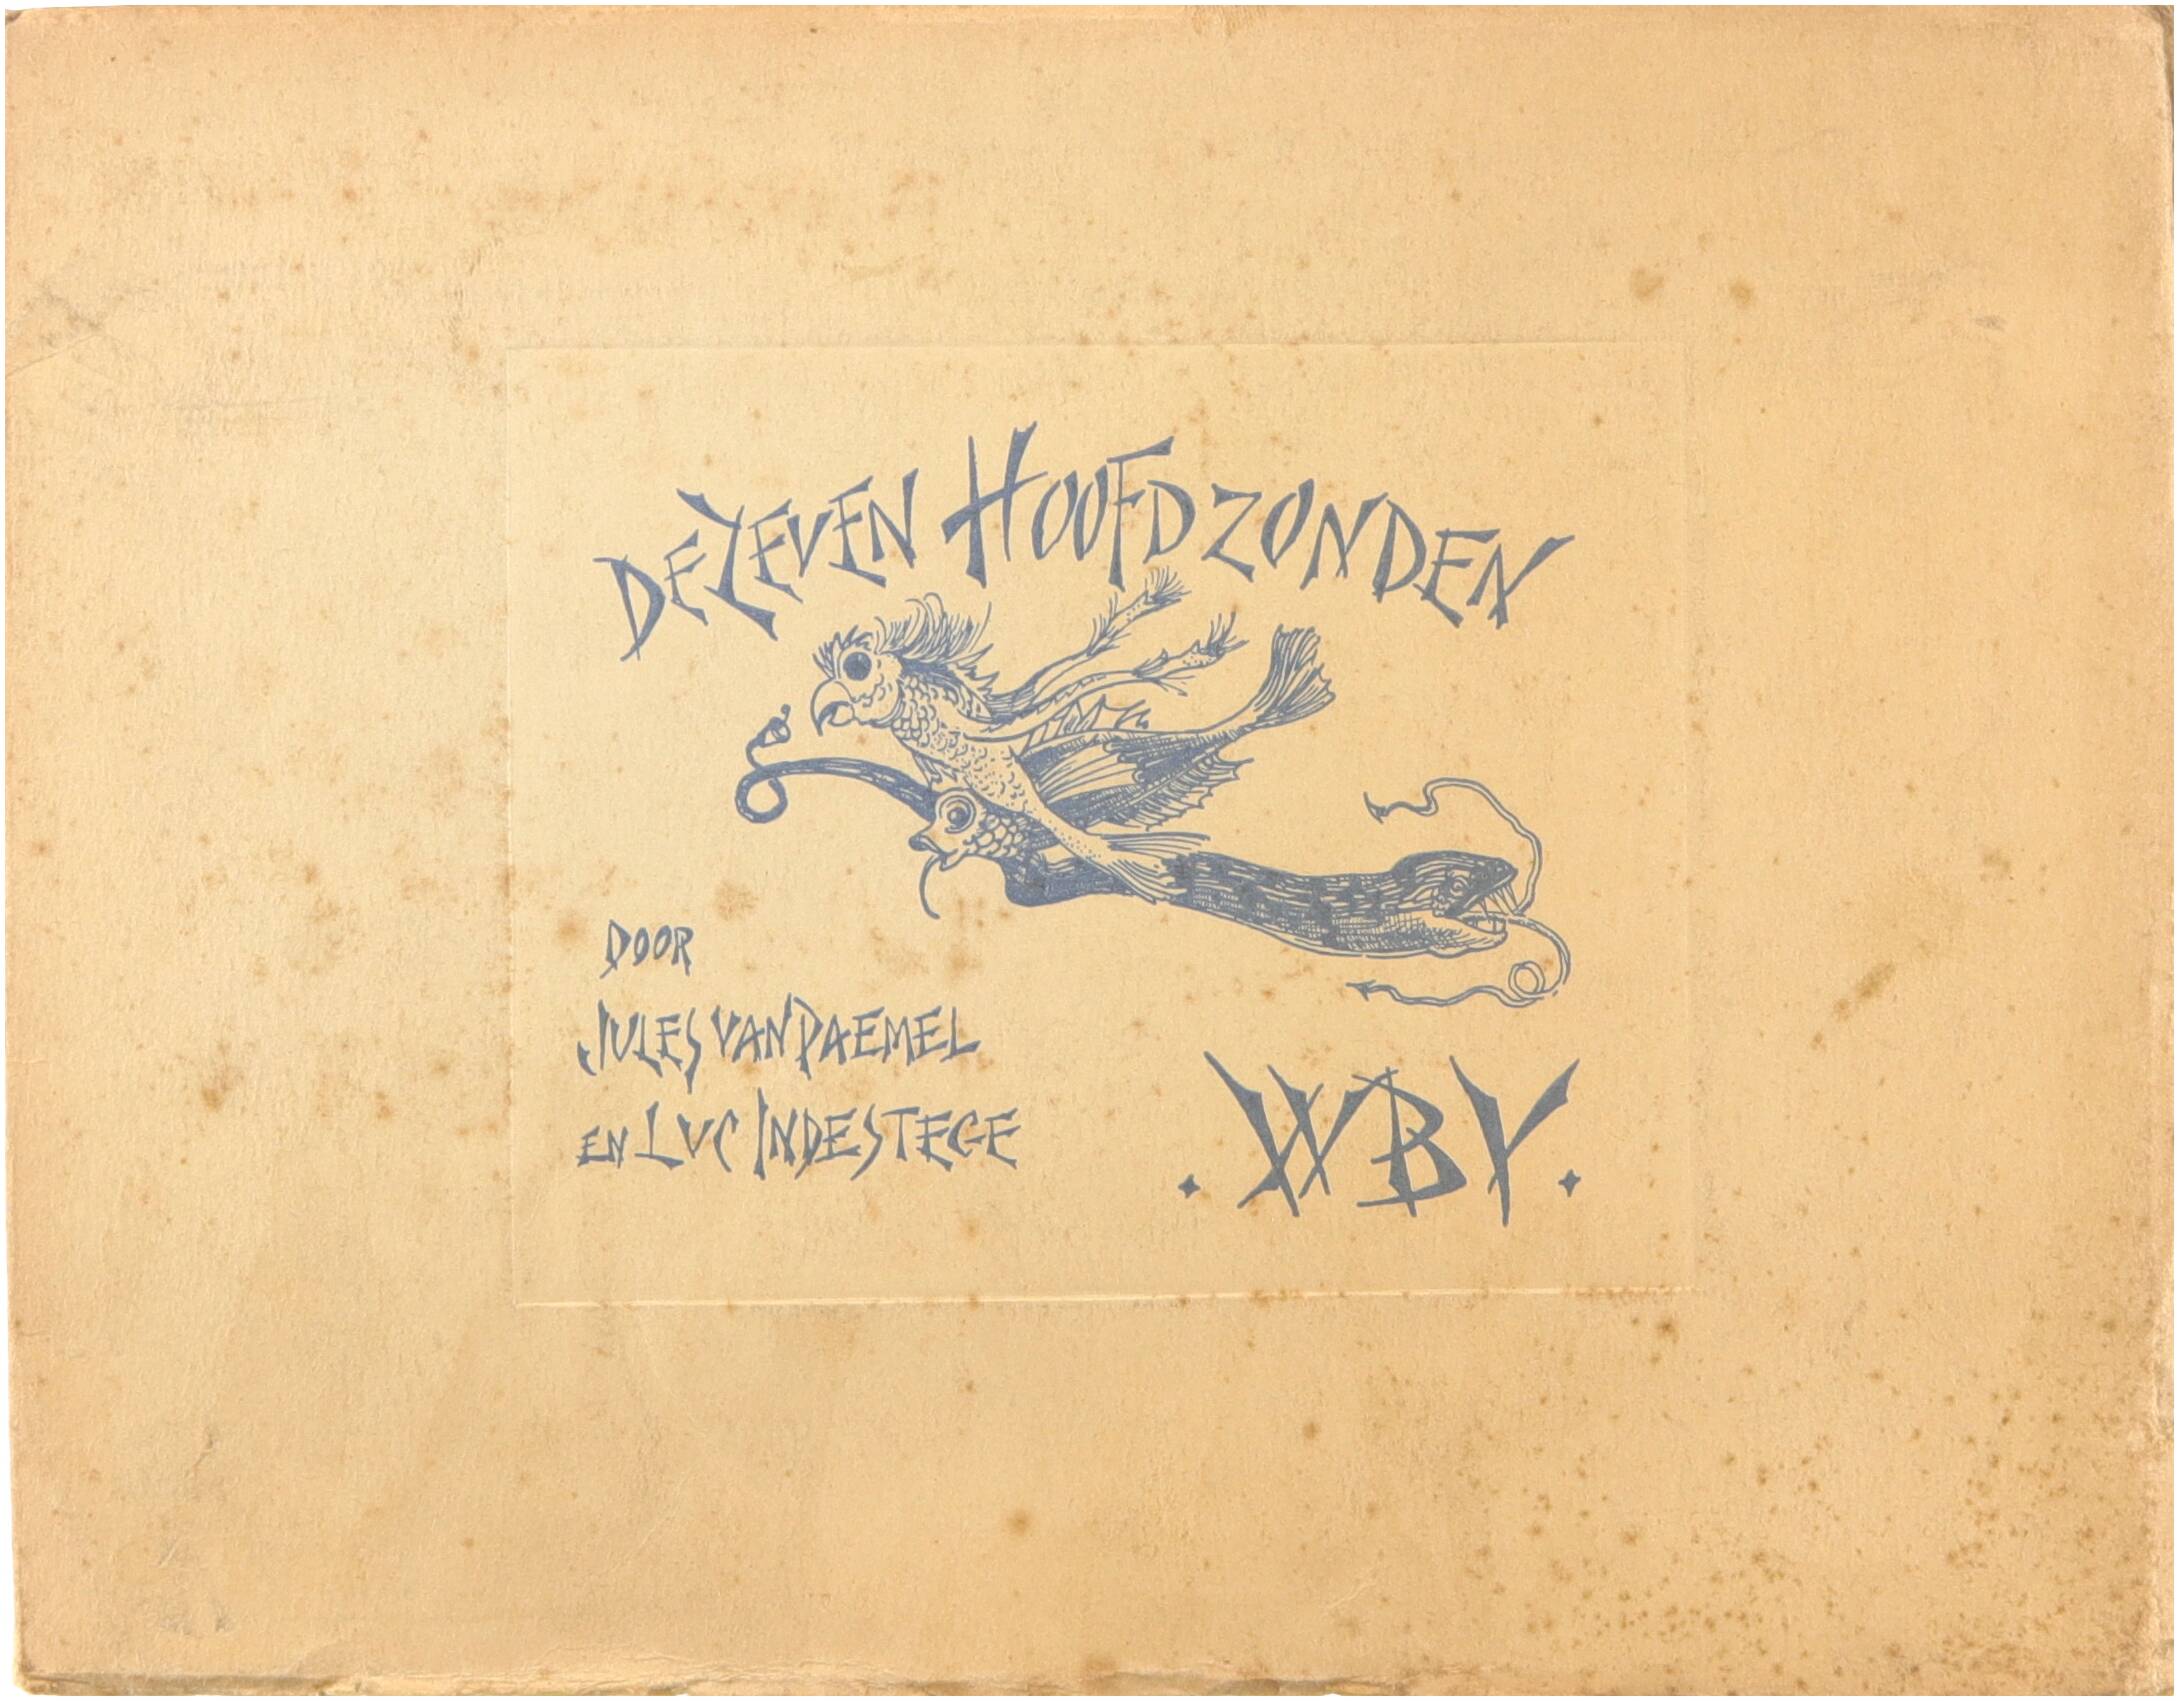 DE ZEVEN HOOFDZONDEN
DOOR
JULES VAN PAEMEL
EN LUC INDESTEGE
. WBV .